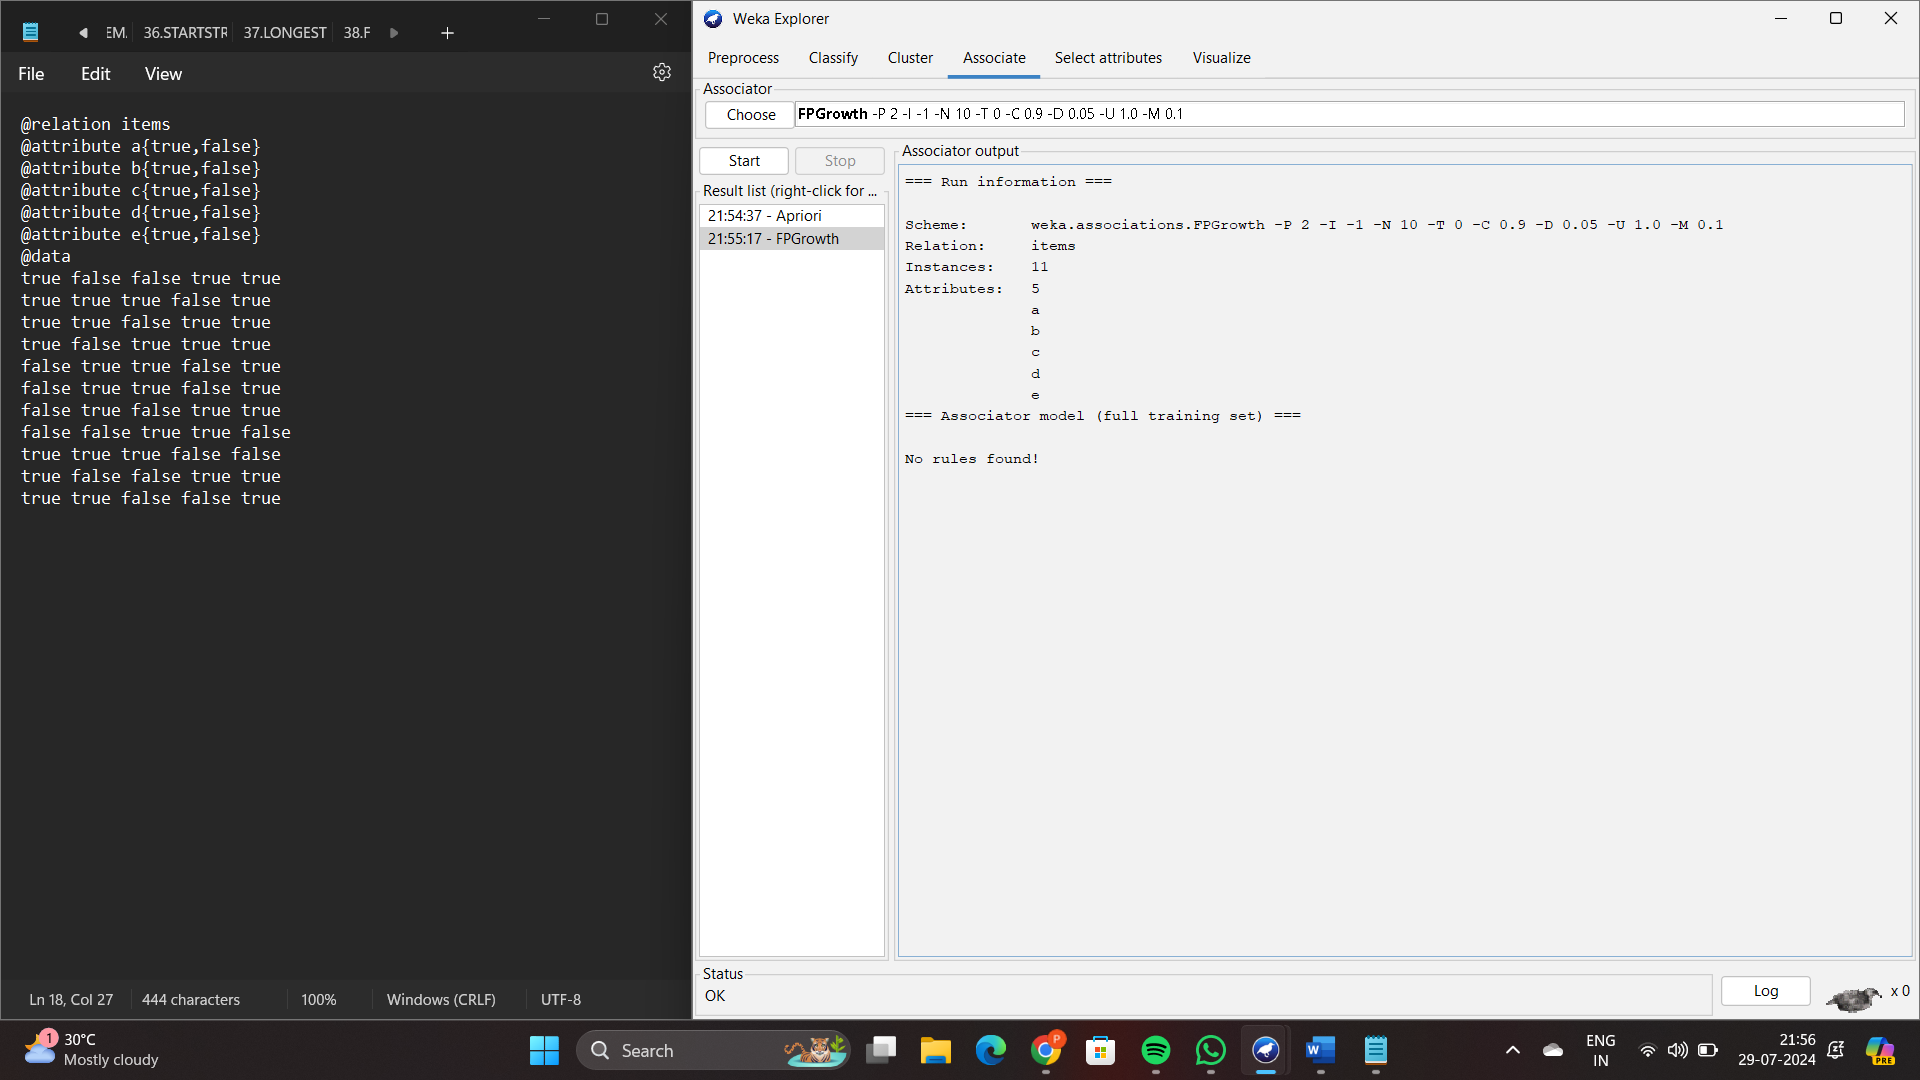 EM. 36.STARTSTR 37.LONGEST 38.F
File Edit View
@relation items
@attribute a{true,false}
@attribute b{true,false}
@attribute c{true,false}
@attribute d{true,false}
@attribute e{true,false}
@data
true false false true true
true true true false true
true true false true true
true false true true true
false true true false true
false true true false true
false true false true true
false false true true false
true true true false false
true false false true true
true true false false true
Ln 18, Col 27 444 characters 100% Windows (CRLF) UTF-8
Weka Explorer
Preprocess Classify Cluster Associate Select attributes Visualize
Associator
Choose FPGrowth -P 2 -I -1 -N 10 -T 0 -C 0.9 -D 0.05 -U 1.0 -M 0.1
Start Stop
Result list (right-click for ...
21:54:37 - Apriori
21:55:17 - FPGrowth
Associator output
=== Run information ===
Scheme: weka.associations.FPGrowth -P 2 -I -1 -N 10 -T 0 -C 0.9 -D 0.05 -U 1.0 -M 0.1
Relation: items
Instances: 11
Attributes: 5
a
b
c
d
e
=== Associator model (full training set) ===
No rules found!
Status
OK
Log
x 0
1
30°C
Mostly cloudy
Search
P
W
ENG
IN
21:56
29-07-2024
PRE